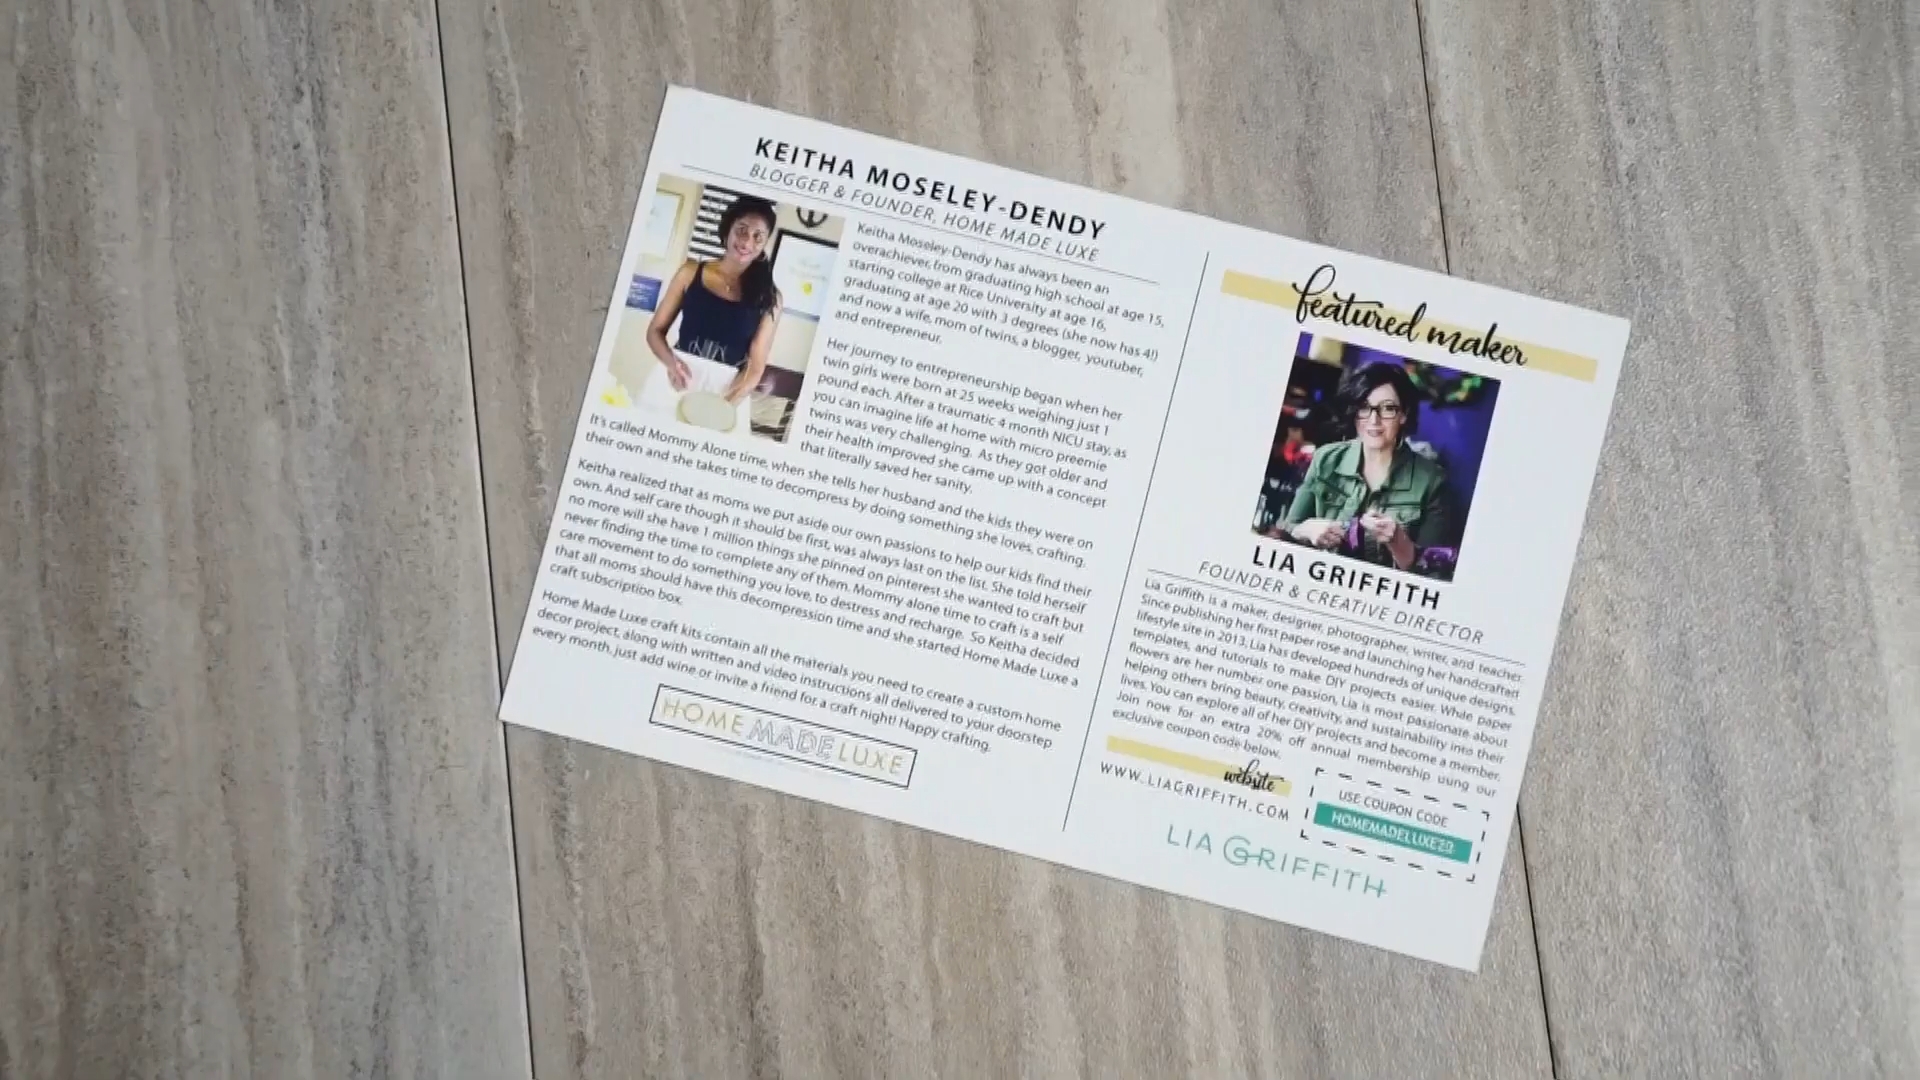 KEITHA MOSELEY-DENDY
BLOGGER & FOUNDER, HOME MADE LUXE
Keitha Moseley-Dendy has always been an
overachiever, from graduating high school at age 15,
starting college at Rice University at age 16,
graduating at age 20 with 3 degrees (she now has 4!)
and now a wife, mom of twins, a blogger, youtuber,
and entrepreneur.
Her journey to entrepreneurship began when her
twin girls were born at 25 weeks weighing just 1
pound each. After a traumatic 4 month NICU stay, as
you can imagine life at home with micro preemie
twins was very challenging. As they got older and
their health improved she came up with a concept
that literally saved her sanity.
It's called Mommy Alone time, when she tells her husband and the kids they were on
their own and she takes time to decompress by doing something she loves, crafting.
Keitha realized that as moms we put aside our own passions to help our kids find their
own. And self care though it should be first, was always last on the list. She told herself
no more will she have 1 million things she pinned on pinterest she wanted to craft but
never finding the time to complete any of them. Mommy alone time to craft is a self
care movement to do something you love, to destress and recharge. So Keitha decided
that all moms should have this decompression time and she started Home Made Luxe a
craft subscription box.
Home Made Luxe craft kits contain all the materials you need to create a custom home
decor project, along with written and video instructions all delivered to your doorstep
every month, just add wine or invite a friend for a craft night! Happy crafting.
HOME MADE LUXE
featured maker
LIA GRIFFITH
FOUNDER & CREATIVE DIRECTOR
Lia Griffith is a maker, designer, photographer, writer, and teacher.
Since publishing her first paper rose and launching her handcrafted
lifestyle site in 2013, Lia has developed hundreds of unique designs,
templates, and tutorials to make DIY projects easier. While paper
flowers are her number one passion, Lia is most passionate about
helping others bring beauty, creativity, and sustainability into their
lives. You can explore all of her DIY projects and become a member.
Join now for an extra 20% off annual membership using our
exclusive coupon code below.
website
WWW.LIAGRIFFITH.COM
USE COUPON CODE
HOMEMADELUXE20
LIA GRIFFITH